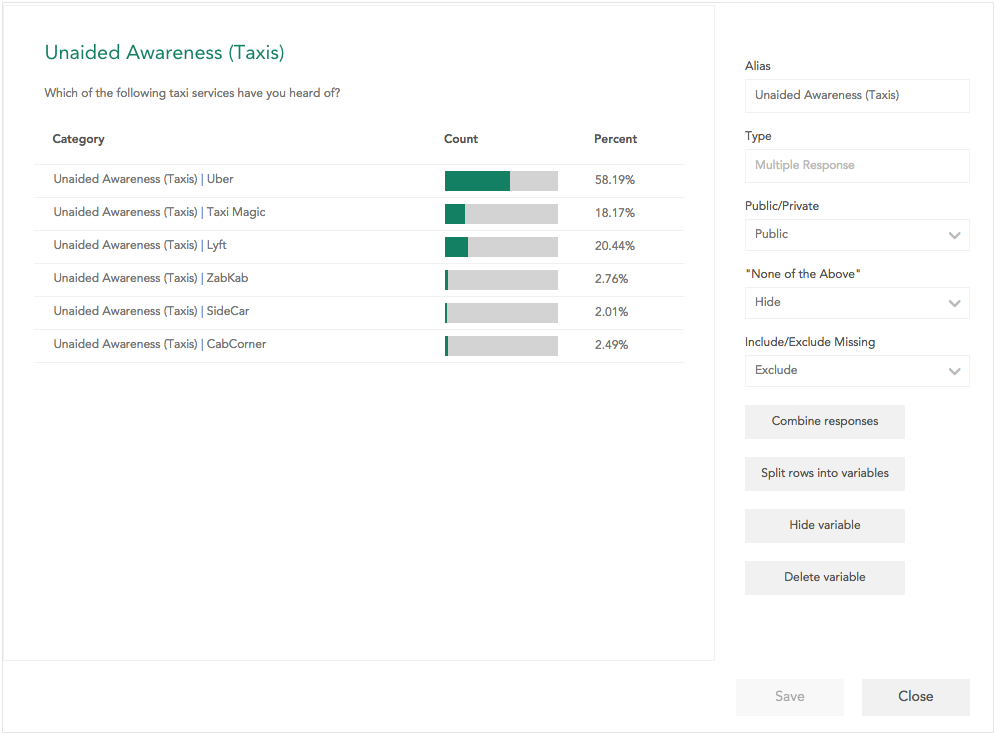 Unaided Awareness (Taxis)
Which of the following taxi services have you heard of?
Category Count Percent
Unaided Awareness (Taxis) | Uber 58.19%
Unaided Awareness (Taxis) | Taxi Magic 18.17%
Unaided Awareness (Taxis) | Lyft 20.44%
Unaided Awareness (Taxis) | ZabKab 2.76%
Unaided Awareness (Taxis) | SideCar 2.01%
Unaided Awareness (Taxis) | CabCorner 2.49%
Alias
Unaided Awareness (Taxis)
Type
Multiple Response
Public/Private
Public
"None of the Above"
Hide
Include/Exclude Missing
Exclude
Combine responses
Split rows into variables
Hide variable
Delete variable
Save Close